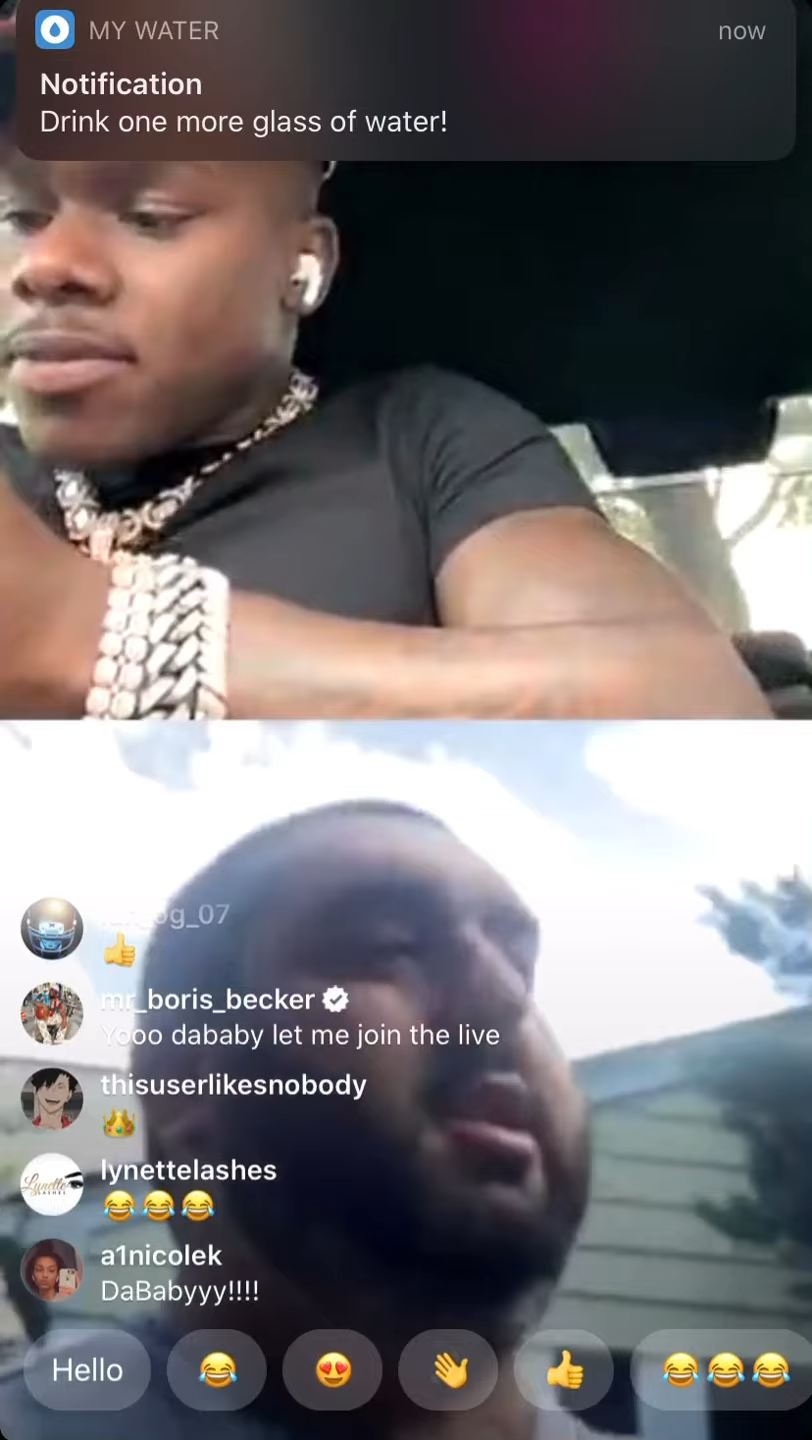 MY WATER
now
Notification
Drink one more glass of water!
👍
mr_boris_becker
Yooo dababy let me join the live
thisuserlikesnobody
👑
lynettelashes
😂😂😂
a1nicolek
DaBabyyy!!!!
Hello 😂 😍 👋 👍 😂😂😂